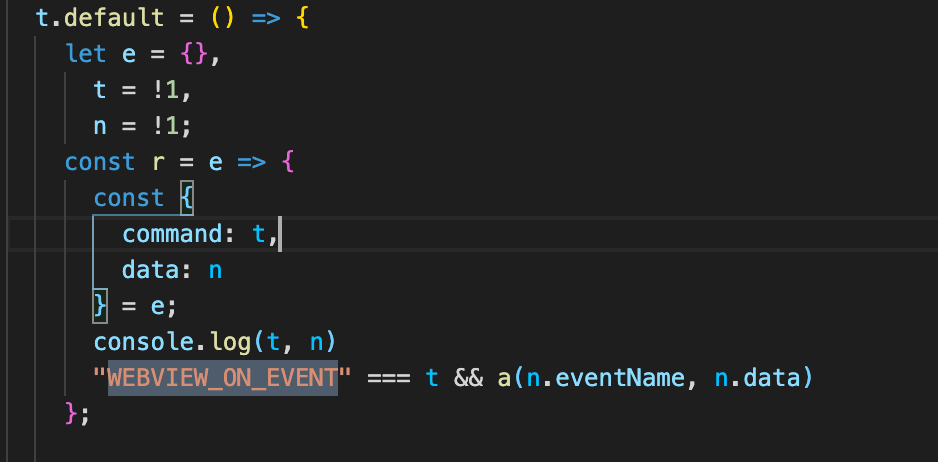 t.default = () => {
let e = {},
t = !1,
n = !1;
const r = e => {
const {
command: t,
data: n
} = e;
console.log(t, n)
"WEBVIEW_ON_EVENT" === t && a(n.eventName, n.data)
};